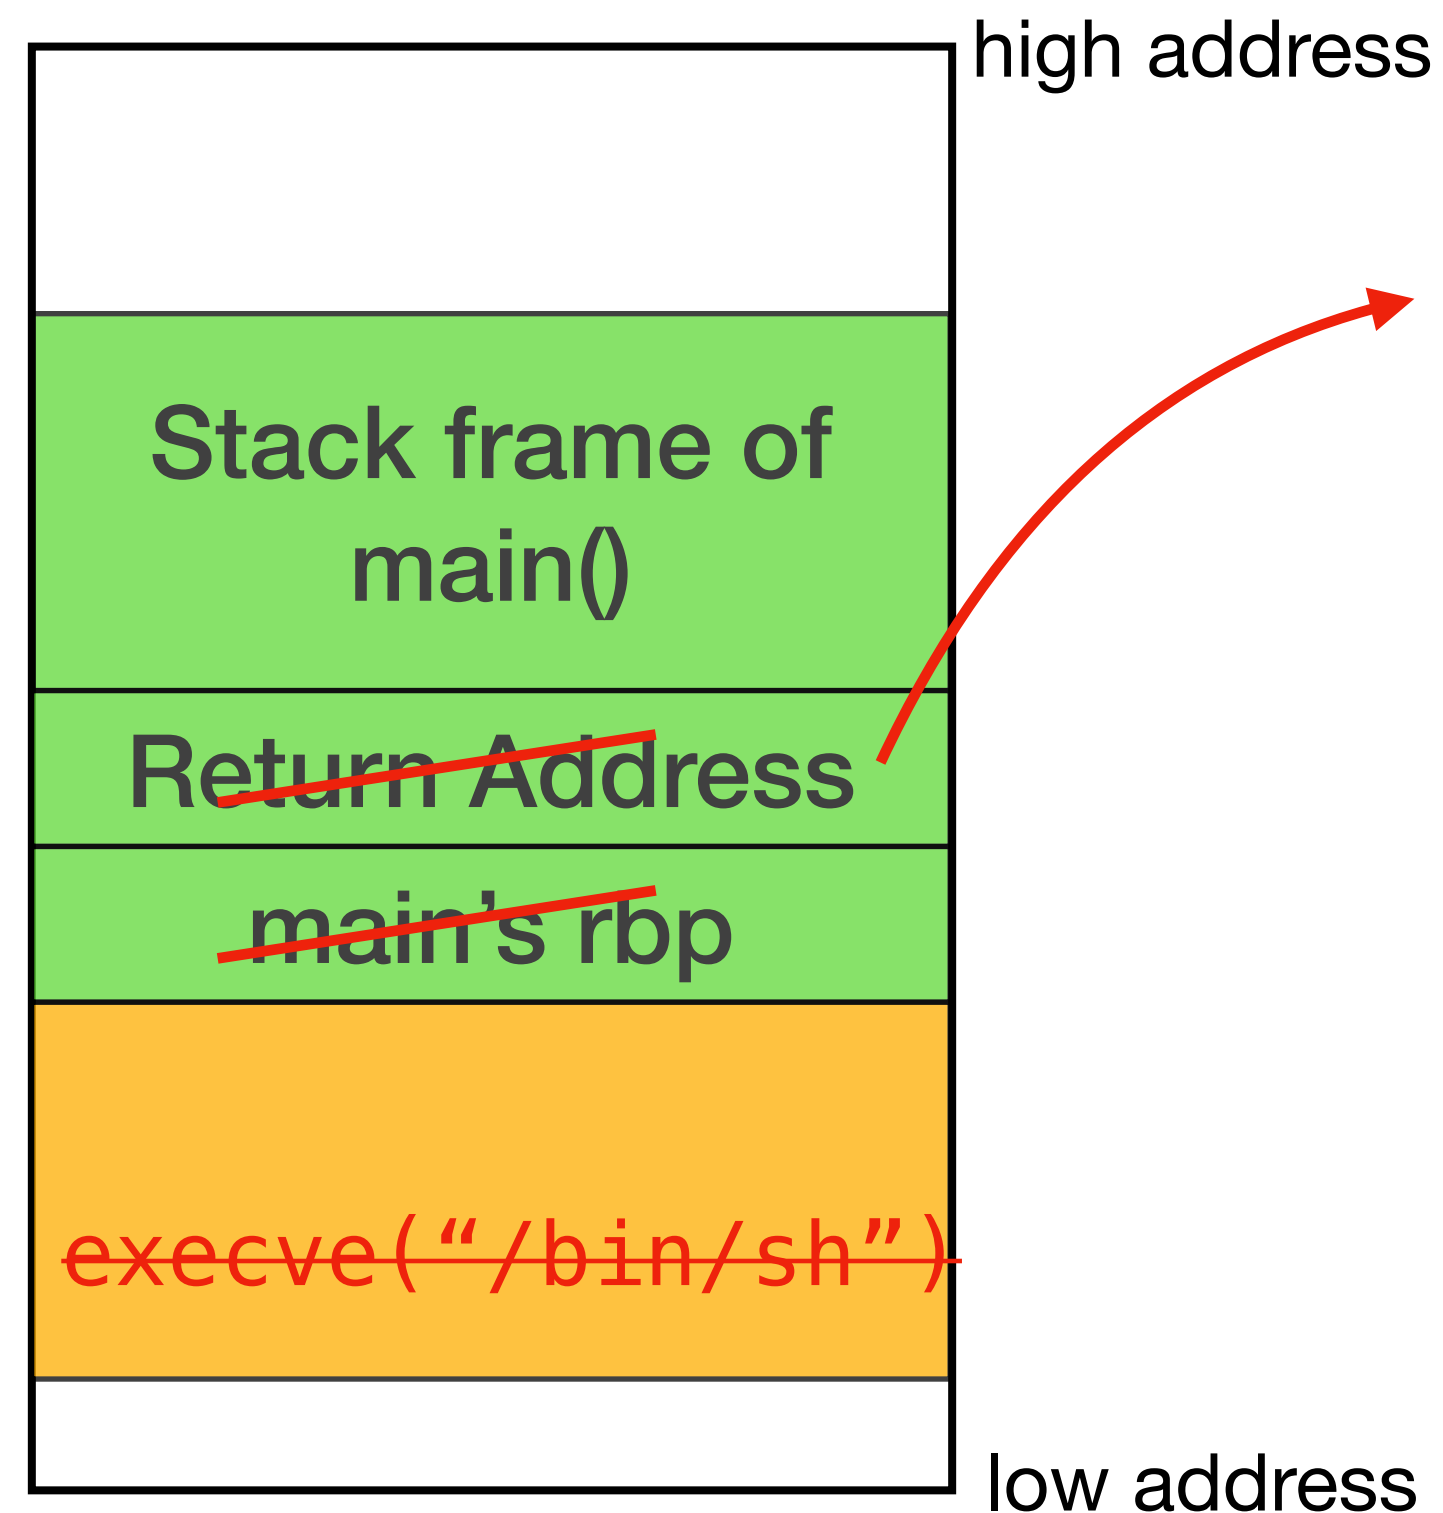 high address
Stack frame of
main()
Return Address
main’s rbp
execve(“/bin/sh”)
low address